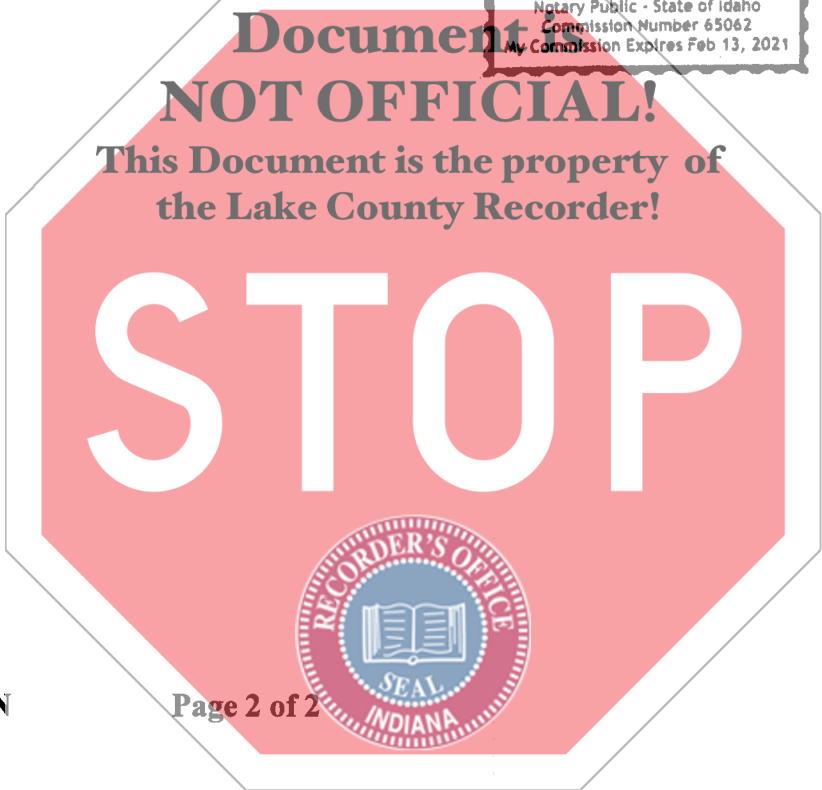 Notary Public - State of Idaho
Commission Number 65062
My Commission Expires Feb 13, 2021
Document is
NOT OFFICIAL!
This Document is the property of
the Lake County Recorder!
STOP
RECORDER'S OFFICE
SEAL
INDIANA
N
Page 2 of 2